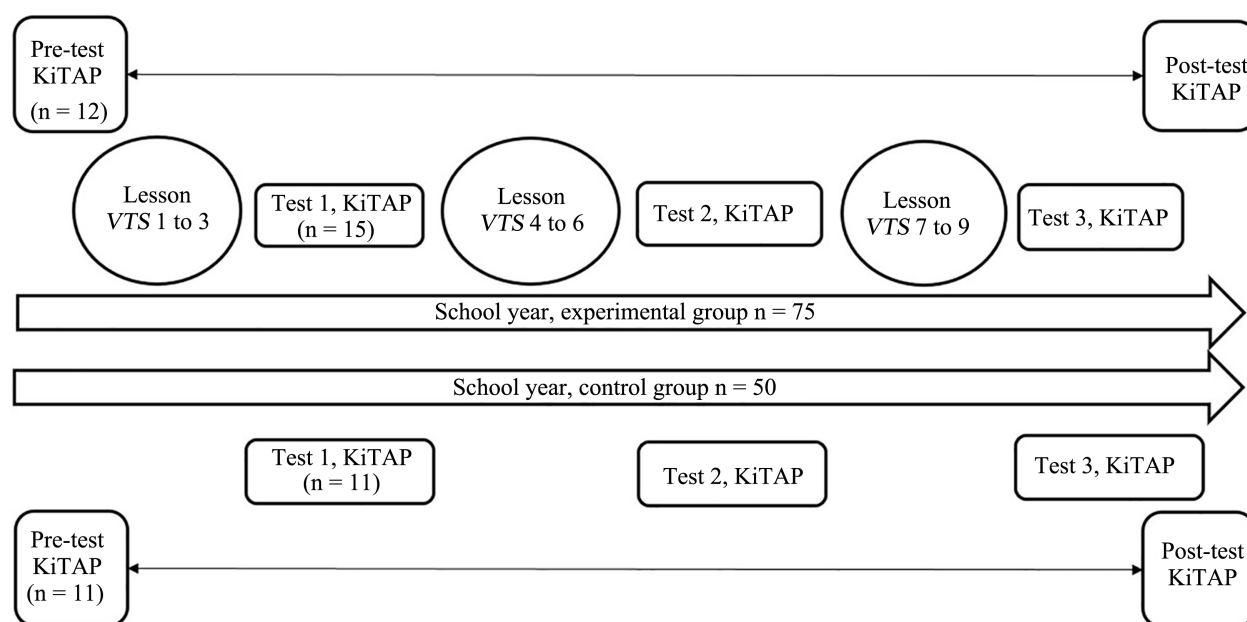 Pre-test
KiTAP
(n = 12)
Post-test
KiTAP
Lesson
VTS 1 to 3
Test 1, KiTAP
(n = 15)
Lesson
VTS 4 to 6
Test 2, KiTAP
Lesson
VTS 7 to 9
Test 3, KiTAP
School year, experimental group n = 75
School year, control group n = 50
Test 1, KiTAP
(n = 11)
Test 2, KiTAP
Test 3, KiTAP
Pre-test
KiTAP
(n = 11)
Post-test
KiTAP